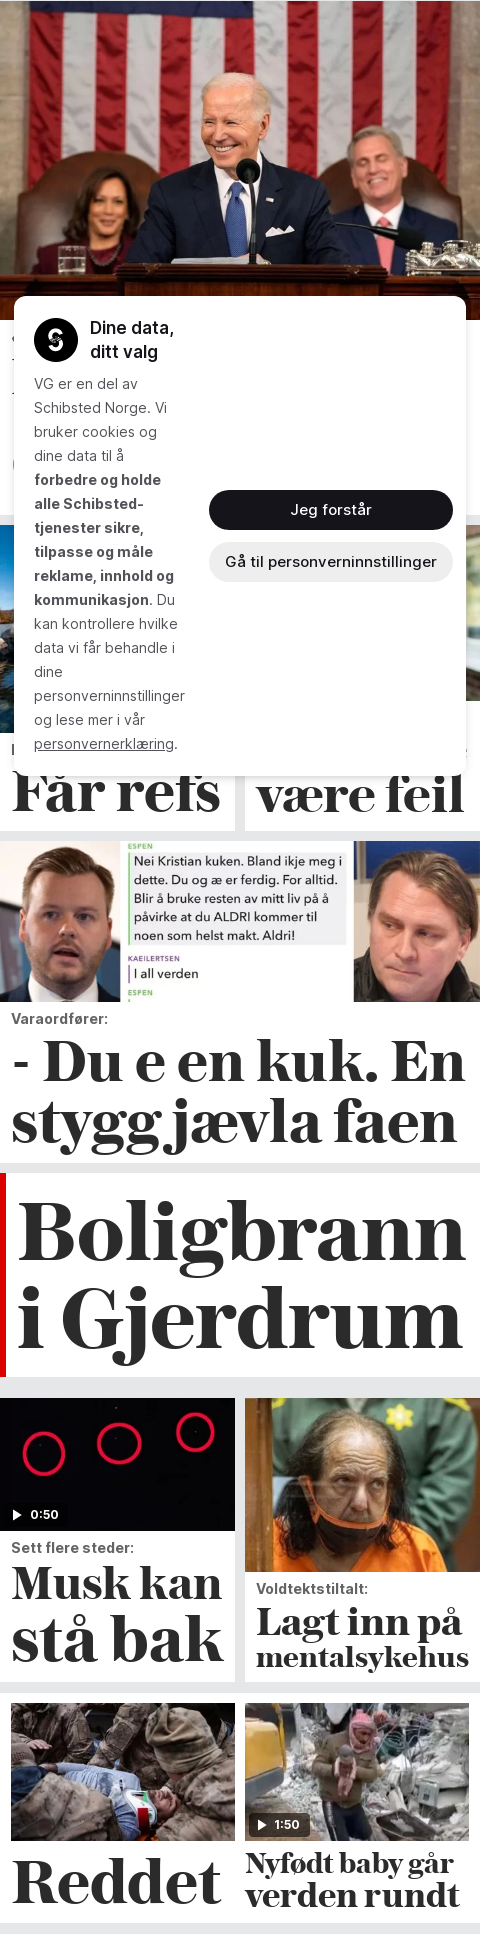 Dine data,
ditt valg
VG er en del av
Schibsted Norge. Vi
bruker cookies og
dine data til å
forbedre og holde
alle Schibsted-
tjenester sikre,
tilpasse og måle
reklame, innhold og
kommunikasjon. Du
kan kontrollere hvilke
data vi får behandle i
dine
personverninnstillinger
og lese mer i vår
personvernerklæring.
Jeg forstår
Gå til personverninnstillinger
Får refs
være feil
ESPEN
Nei Kristian kuken. Bland ikje meg i
dette. Du og æ er ferdig. For alltid.
Blir å bruke resten av mitt liv på å
påvirke at du ALDRI kommer til
noen som helst makt. Aldri!
KAEILERTSEN
I all verden
ESPEN
Varaordfører:
- Du e en kuk. En
stygg jævla faen
Boligbrann
i Gjerdrum
0:50
Sett flere steder:
Musk kan
stå bak
Voldtektstiltalt:
Lagt inn på
mentalsykehus
Reddet
1:50
Nyfødt baby går
verden rundt